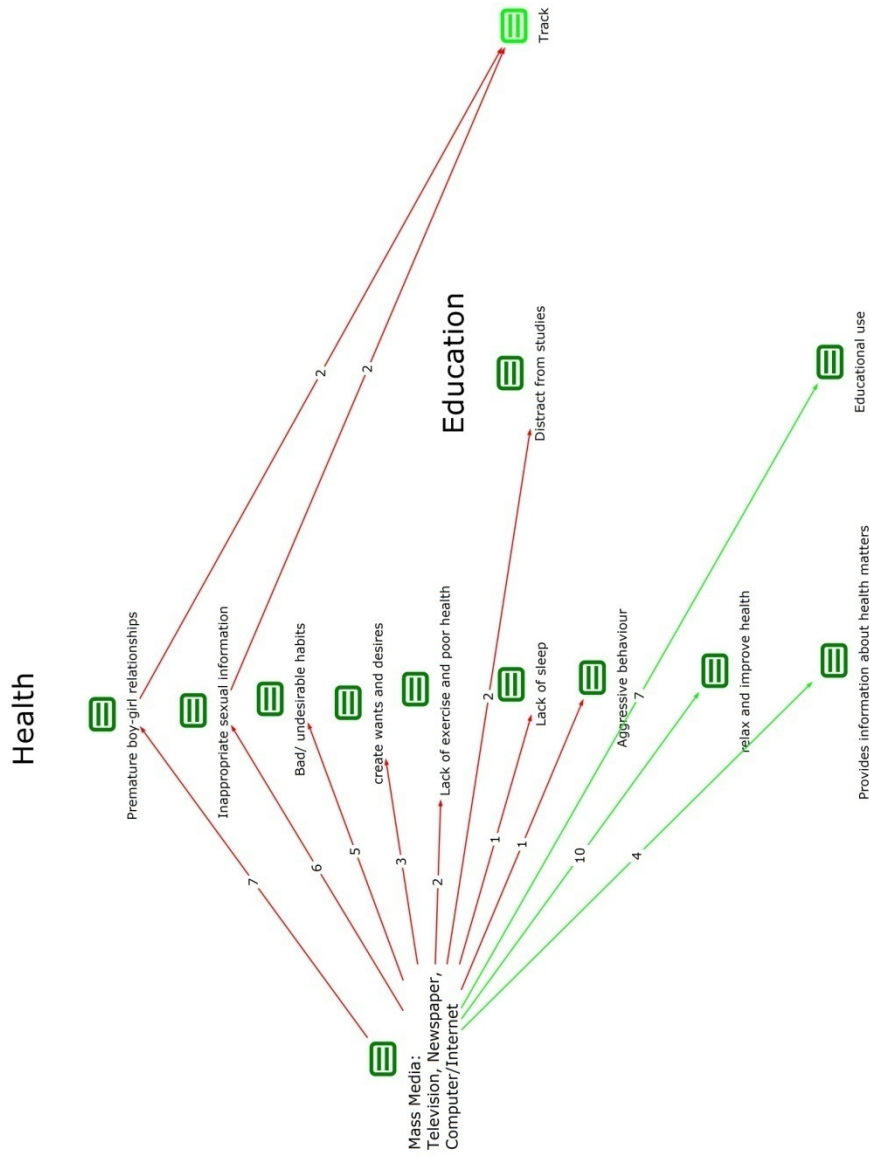 Health
Premature boy-girl relationships
2
7
Inappropriate sexual information
2
6
Bad/ undesirable habits
5
create wants and desires
3
Lack of exercise and poor health
2
Education
Distract from studies
2
Lack of sleep
1
Aggressive behaviour
1
Track
Mass Media:
Television, Newspaper,
Computer/Internet
7
Educational use
10
relax and improve health
4
Provides information about health matters